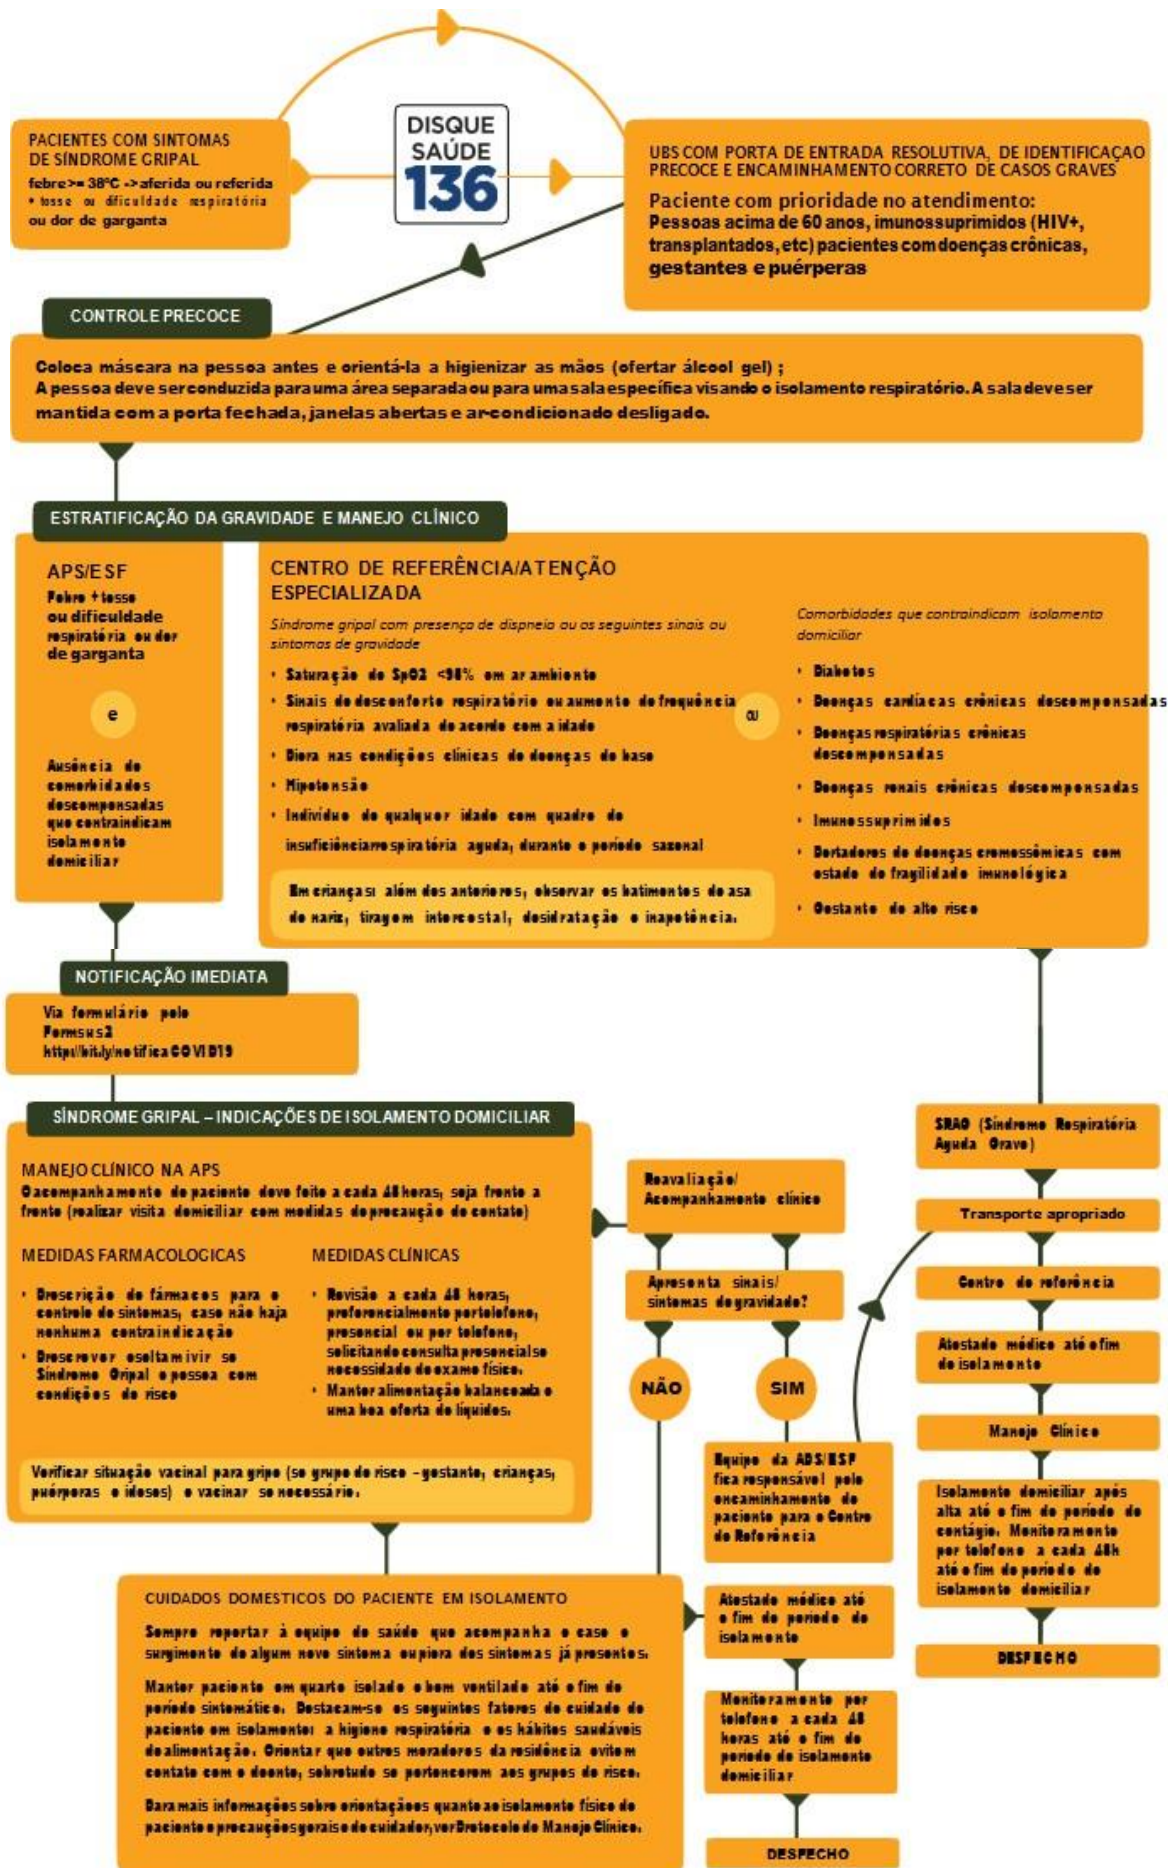 DISQUE
SAÚDE
136
PACIENTES COM SINTOMAS
DE SÍNDROME GRIPAL
febre >= 38ºC -> aferida ou referida
• tosse ou dificuldade respiratória
ou dor de garganta
UBS COM PORTA DE ENTRADA RESOLUTIVA, DE IDENTIFICAÇÃO
PRECOCE E ENCAMINHAMENTO CORRETO DE CASOS GRAVES
Paciente com prioridade no atendimento:
Pessoas acima de 60 anos, imunossuprimidos (HIV+,
transplantados, etc) pacientes com doenças crônicas,
gestantes e puérperas
CONTROLE PRECOCE
Coloca máscara na pessoa antes e orientá-la a higienizar as mãos (ofertar álcool gel) ;
A pessoa deve ser conduzida para uma área separada ou para uma sala específica visando o isolamento respiratório. A sala deve ser
mantida com a porta fechada, janelas abertas e ar-condicionado desligado.
ESTRATIFICAÇÃO DA GRAVIDADE E MANEJO CLÍNICO
APS/ESF
Febre + tosse
ou dificuldade
respiratória ou dor
de garganta
e
Ausência de
comorbidades
descompensadas
que contraindicam
isolamento
domiciliar
CENTRO DE REFERÊNCIA/ATENÇÃO
ESPECIALIZADA
Síndrome gripal com presença de dispneia ou os seguintes sinais ou
sintomas de gravidade
• Saturação de SpO2 <98% em ar ambiente
• Sinais de desconforto respiratório ou aumento de frequência
respiratória avaliada de acordo com a idade
• Piora nas condições clínicas de doenças de base
• Hipotensão
• Indivíduo de qualquer idade com quadro de
insuficiência respiratória aguda, durante o período sazonal
Em crianças: além dos anteriores, observar os batimentos de asa
de nariz, tiragem intercostal, desidratação e inapetência.
OU
Comorbidades que contraindicam isolamento
domiciliar
• Diabetes
• Doenças cardíacas crônicas descompensadas
• Doenças respiratórias crônicas
descompensadas
• Doenças renais crônicas descompensadas
• Imunossuprimidos
• Portadores de doenças cromossômicas com
estado de fragilidade imunológica
• Gestante de alto risco
NOTIFICAÇÃO IMEDIATA
Via formulário pelo
Formsus2
http://bit.ly/notificaCOVID19
SÍNDROME GRIPAL – INDICAÇÕES DE ISOLAMENTO DOMICILIAR
MANEJO CLÍNICO NA APS
O acompanhamento do paciente deve feito a cada 48 horas, seja frente a
frente (realizar visita domiciliar com medidas de precaução de contato)
MEDIDAS FARMACOLOGICAS
• Prescrição de fármacos para o
controle de sintomas, caso não haja
nenhuma contraindicação
• Prescrever oseltamivir se
Síndrome Gripal e pessoa com
condições de risco
MEDIDAS CLÍNICAS
• Revisão a cada 48 horas,
preferencialmente por telefone,
presencial ou por telefone,
solicitando consulta presencial se
necessidade de exame físico.
• Manter alimentação balanceada e
uma boa oferta de líquidos.
Verificar situação vacinal para gripe (se grupo de risco – gestante, crianças,
puérperas e idosos) e vacinar se necessário.
Reavaliação/
Acompanhamento clínico
Apresenta sinais/
sintomas de gravidade?
NÃO
SIM
Equipe da APS/ESF
fica responsável pelo
encaminhamento do
paciente para o Centro
de Referência
SRAG (Síndrome Respiratória
Aguda Grave)
Transporte apropriado
Centro de referência
Atestado médico até o fim
do isolamento
Manejo Clínico
Isolamento domiciliar após
alta até o fim do período de
contágio. Monitoramento
por telefone a cada 48h
até o fim do período de
isolamento domiciliar
DESFECHO
CUIDADOS DOMESTICOS DO PACIENTE EM ISOLAMENTO
Sempre reportar à equipe de saúde que acompanha o caso o
surgimento de algum novo sintoma ou piora dos sintomas já presentes.
Manter paciente em quarto isolado e bem ventilado até o fim do
período sintomático. Destacam-se os seguintes fatores do cuidado do
paciente em isolamento: a higiene respiratória e os hábitos saudáveis
de alimentação. Orientar que outros moradores da residência evitem
contato com o doente, sobretudo se pertencerem aos grupos de risco.
Para mais informações sobre orientações quanto ao isolamento físico do
paciente e precauções gerais do cuidador, ver Protocolo de Manejo Clínico.
Atestado médico até
o fim do período do
isolamento
Monitoramento por
telefone a cada 48
horas até o fim do
período de isolamento
domiciliar
DESFECHO